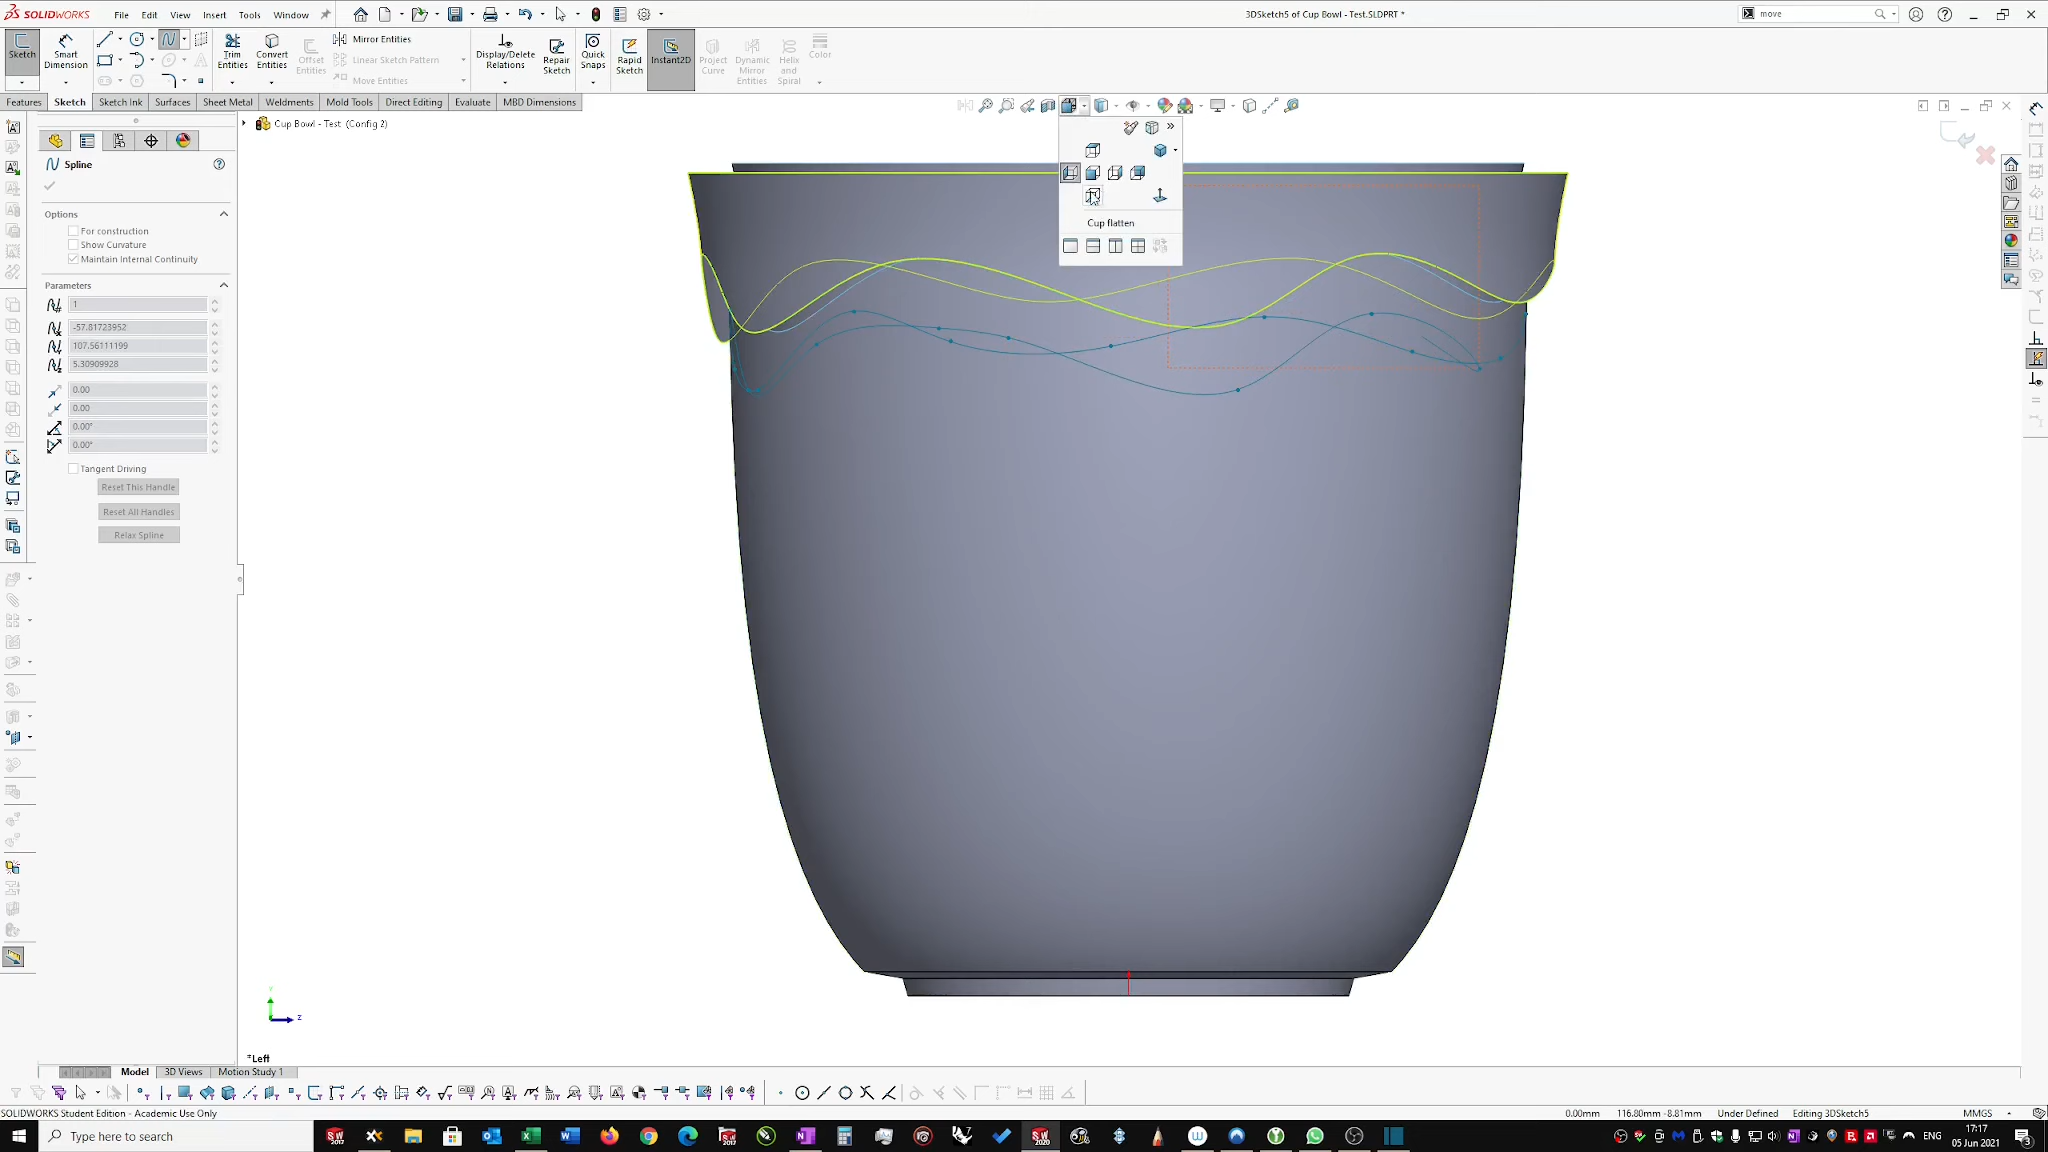 SOLIDWORKS File Edit View Insert Tools Window
3DSketch5 of Cup Bowl - Test.SLDPRT *
move
Sketch
Smart Dimension
Trim Entities
Convert Entities
Offset Entities
Mirror Entities
Linear Sketch Pattern
Move Entities
Display/Delete Relations
Repair Sketch
Quick Snaps
Rapid Sketch
Instant2D
Project Curve
Dynamic Mirror Entities
Helix and Spiral
Color
Features Sketch Sketch Ink Surfaces Sheet Metal Weldments Mold Tools Direct Editing Evaluate MBD Dimensions
Cup Bowl - Test (Config 2)
Spline
Options
For construction
Show Curvature
Maintain Internal Continuity
Parameters
1
-57.81723952
107.56111199
5.30909928
0.00
0.00
0.00°
0.00°
Tangent Driving
Reset This Handle
Reset All Handles
Relax Spline
Cup flatten
Y
Z
*Left
Model 3D Views Motion Study 1
SOLIDWORKS Student Edition - Academic Use Only
0.00mm 116.80mm -8.81mm Under Defined Editing 3DSketch5 MMGS
Type here to search
ENG
17:17
05 Jun 2021